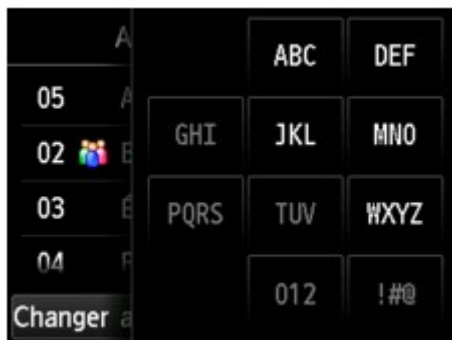 A
ABC DEF
05 A
GHI JKL MNO
02 E
03 É
PQRS TUV WXYZ
04 F
012 !#@
Changer a